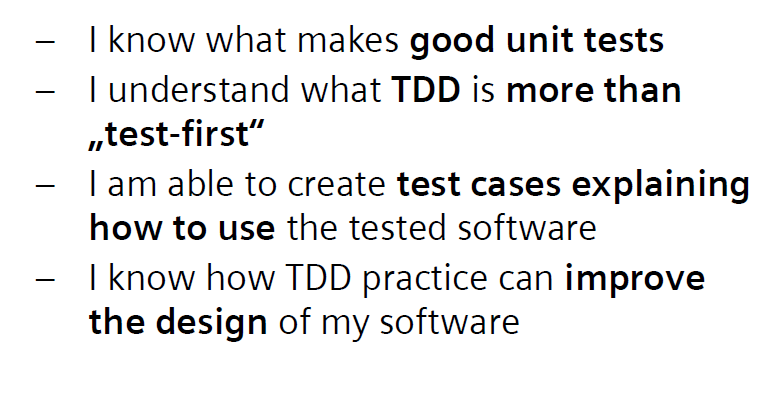 – I know what makes good unit tests
– I understand what TDD is more than
„test-first“
– I am able to create test cases explaining
how to use the tested software
– I know how TDD practice can improve
the design of my software